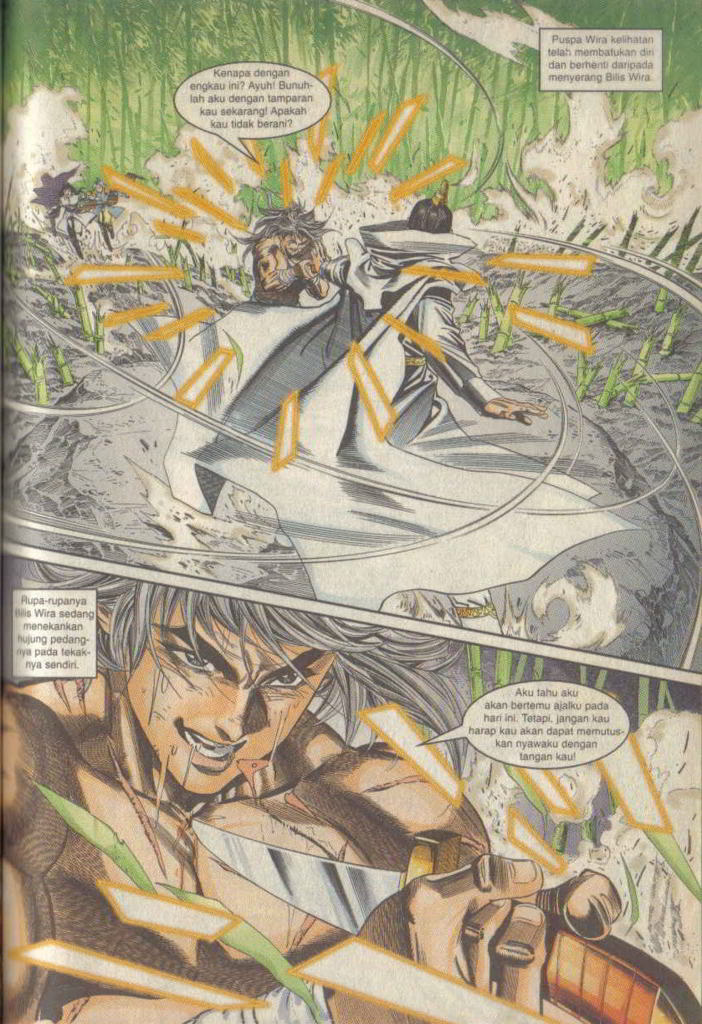 Puspa Wira kelihatan
telah membatukan diri
dan berhenti daripada
menyerang Bilis Wira.
Kenapa dengan
engkau ini? Ayuh! Bunuh-
lah aku dengan tamparan
kau sekarang! Apakah
kau tidak berani?
Rupa-rupanya
Bilis Wira sedang
menekankan
hujung pedang-
nya pada tekak-
nya sendiri.
Aku tahu aku
akan bertemu ajalku pada
hari ini. Tetapi, jangan kau
harap kau akan dapat memutus-
kan nyawaku dengan
tangan kau!